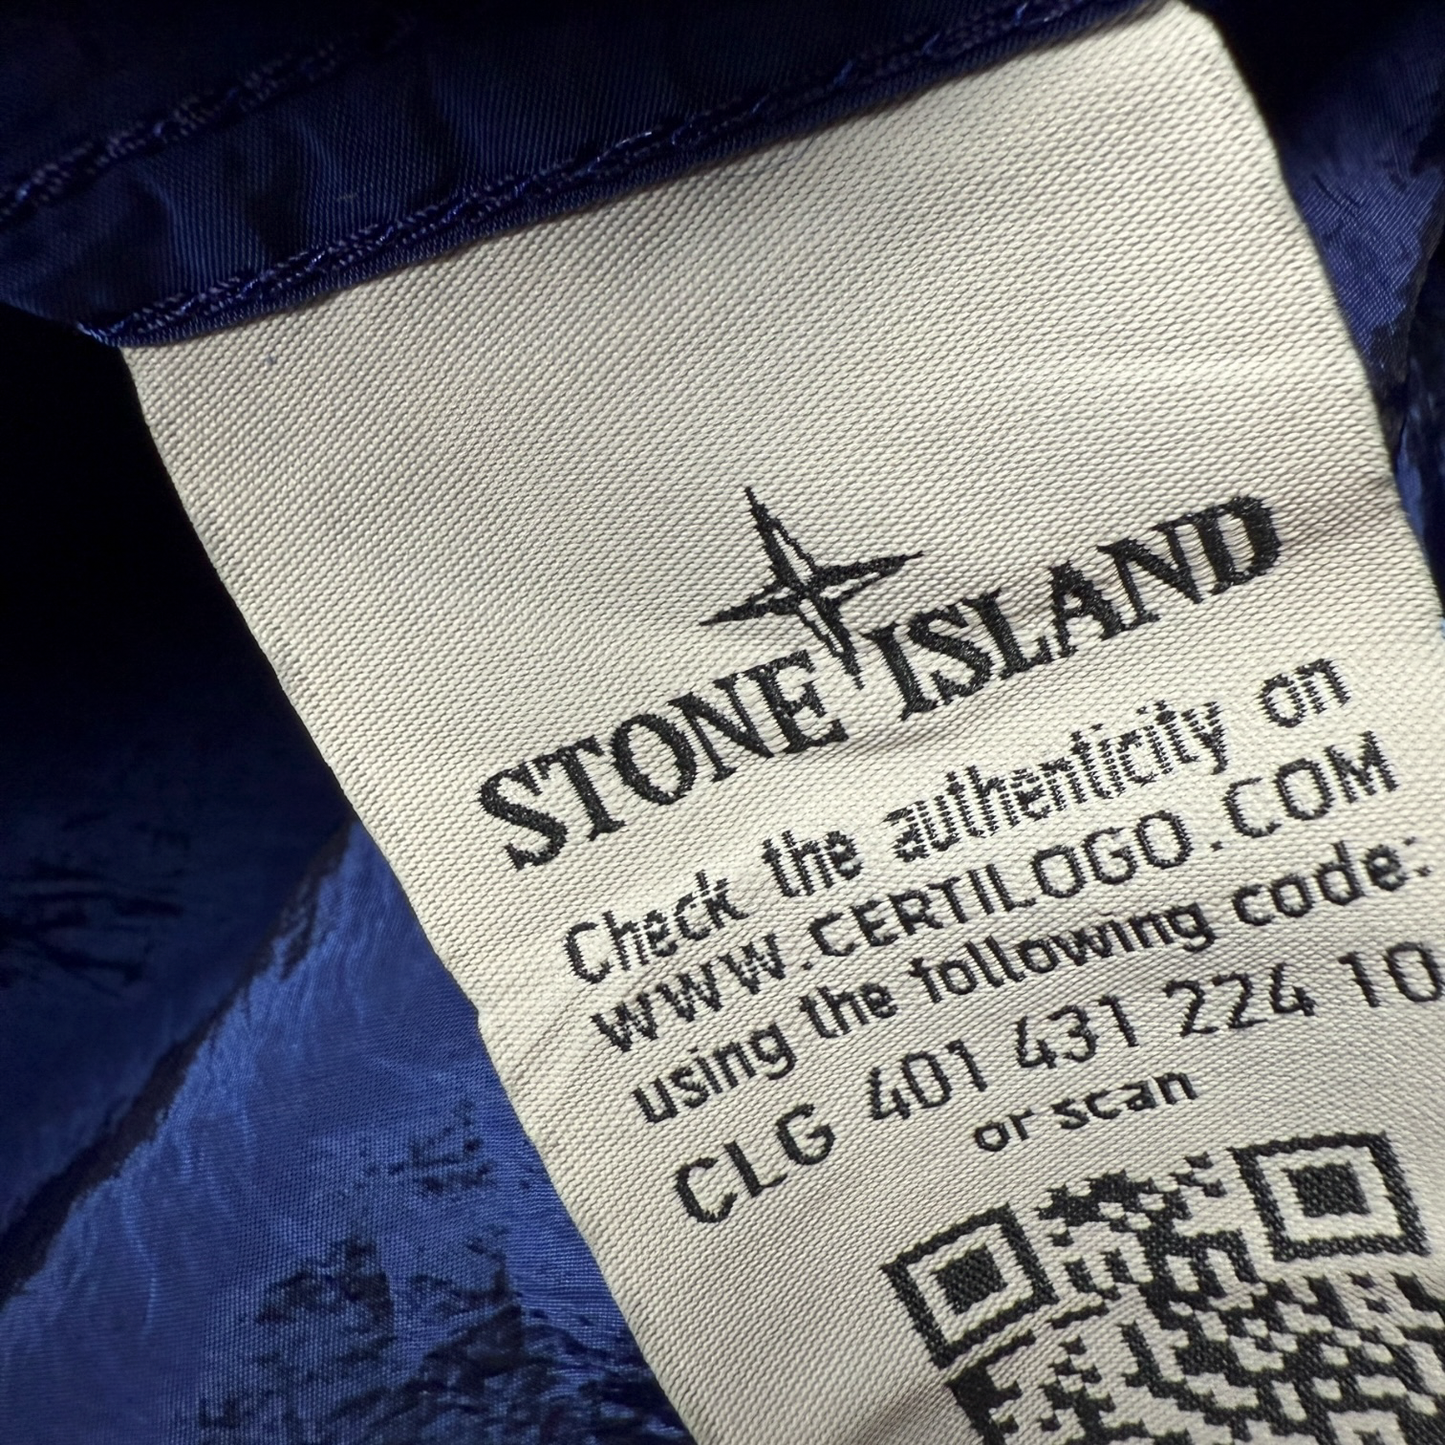 STONE ISLAND
Check the authenticity on
WWW.CERTILOGO.COM
using the following code:
CLG 401 431 224 10
or scan